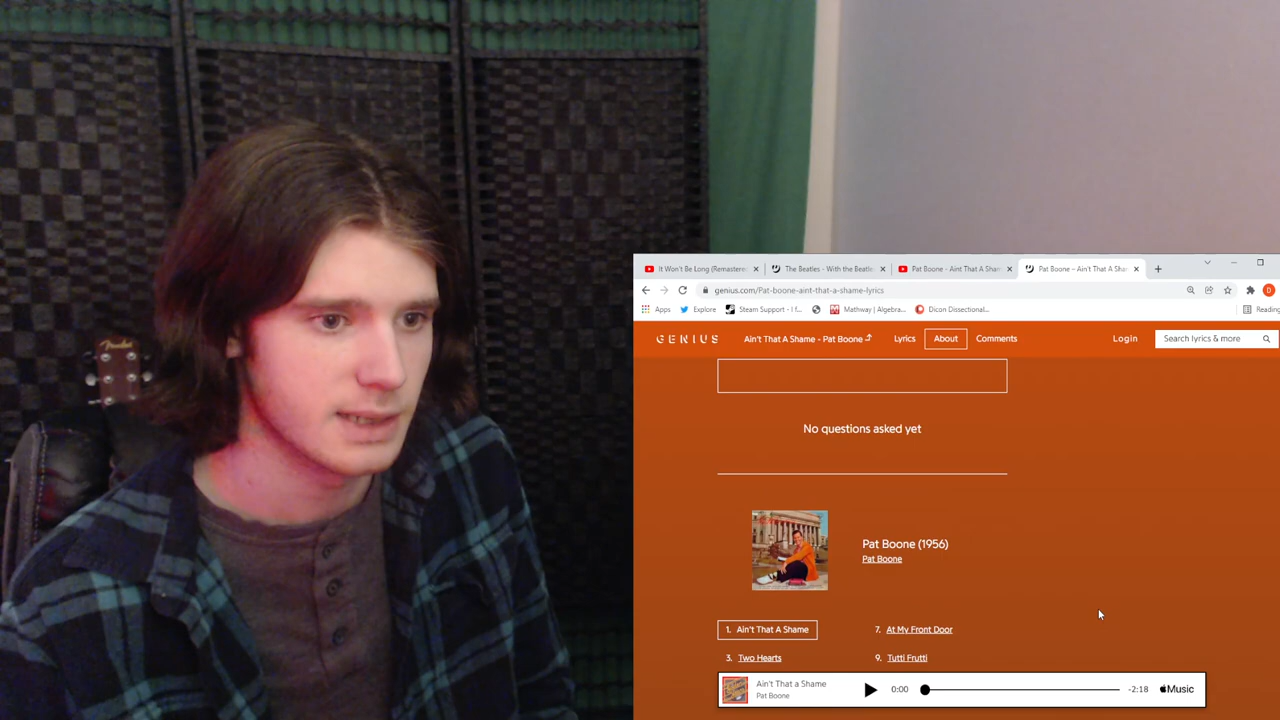 Fender
It Won't Be Long (Remastere
The Beatles - With the Beatle
Pat Boone - Aint That A Sham
Pat Boone – Ain't That A Sham
genius.com/Pat-boone-aint-that-a-shame-lyrics
Apps
Explore
Steam Support - I f...
Mathway | Algebra...
Dicon Dissectional...
Reading
GENIUS
Ain't That A Shame - Pat Boone
Lyrics
About
Comments
Login
Search lyrics & more
No questions asked yet
Pat Boone (1956)
Pat Boone
1. Ain't That A Shame
7. At My Front Door
3. Two Hearts
9. Tutti Frutti
Ain't That a Shame
Pat Boone
0:00
-2:18
Music